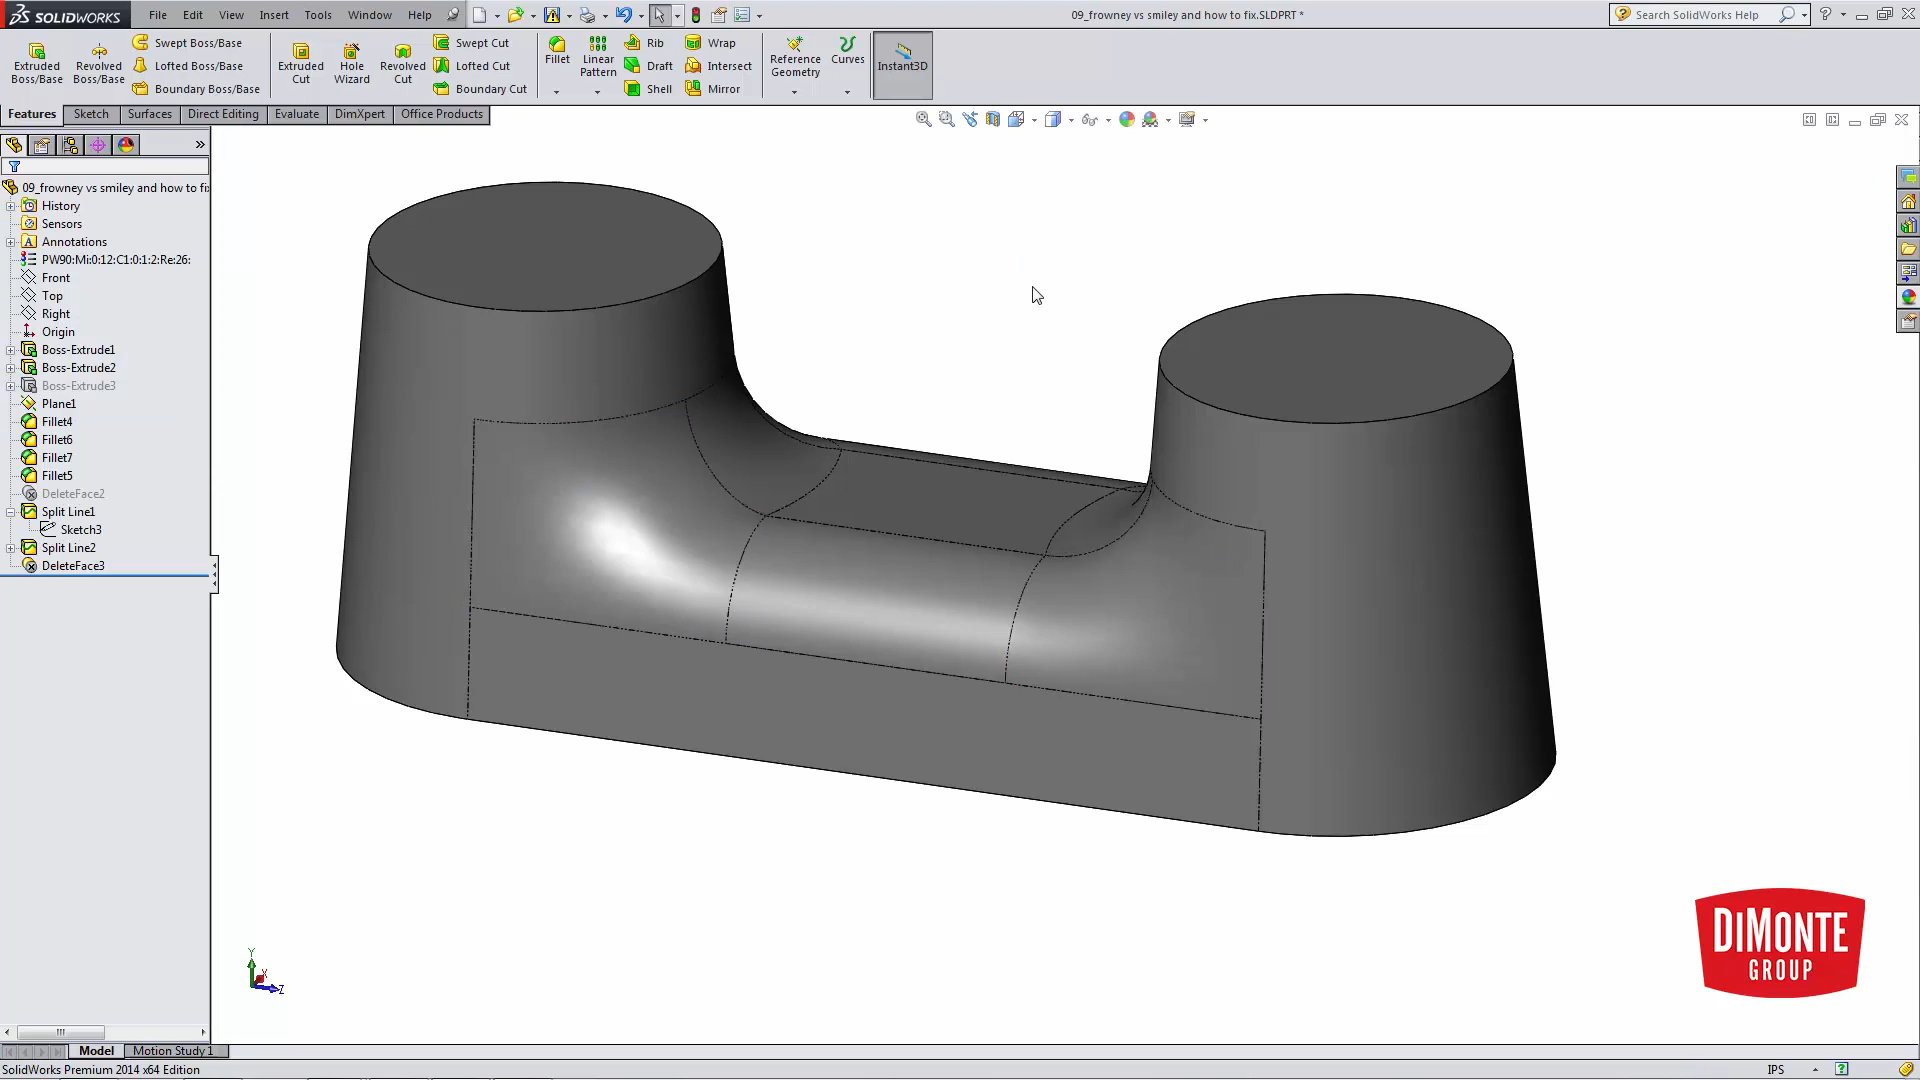 SOLIDWORKS
File Edit View Insert Tools Window Help
09_frowney vs smiley and how to fix.SLDPRT *
Search SolidWorks Help
Extruded Boss/Base
Revolved Boss/Base
Swept Boss/Base
Lofted Boss/Base
Boundary Boss/Base
Extruded Cut
Hole Wizard
Revolved Cut
Swept Cut
Lofted Cut
Boundary Cut
Fillet
Linear Pattern
Rib
Draft
Shell
Wrap
Intersect
Mirror
Reference Geometry
Curves
Instant3D
Features Sketch Surfaces Direct Editing Evaluate DimXpert Office Products
09_frowney vs smiley and how to fi
History
Sensors
Annotations
PW90:Mi:0:12:C1:0:1:2:Re:26:
Front
Top
Right
Origin
Boss-Extrude1
Boss-Extrude2
Boss-Extrude3
Plane1
Fillet4
Fillet6
Fillet7
Fillet5
DeleteFace2
Split Line1
Sketch3
Split Line2
DeleteFace3
Y
X
Z
DIMONTE
GROUP
Model Motion Study 1
SolidWorks Premium 2014 x64 Edition
IPS